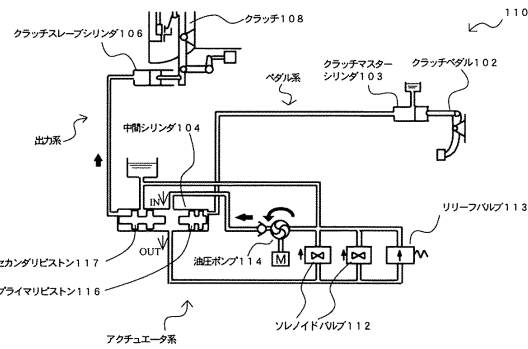 110
クラッチ108
クラッチスレーブシリンダ106
クラッチマスター
シリンダ103
クラッチペダル102
ペダル系
中間シリンダ104
出力系
IN
OUT
リリーフバルブ113
セカンダリピストン117
油圧ポンプ114
M
プライマリピストン116
ソレノイドバルブ112
アクチュエータ系